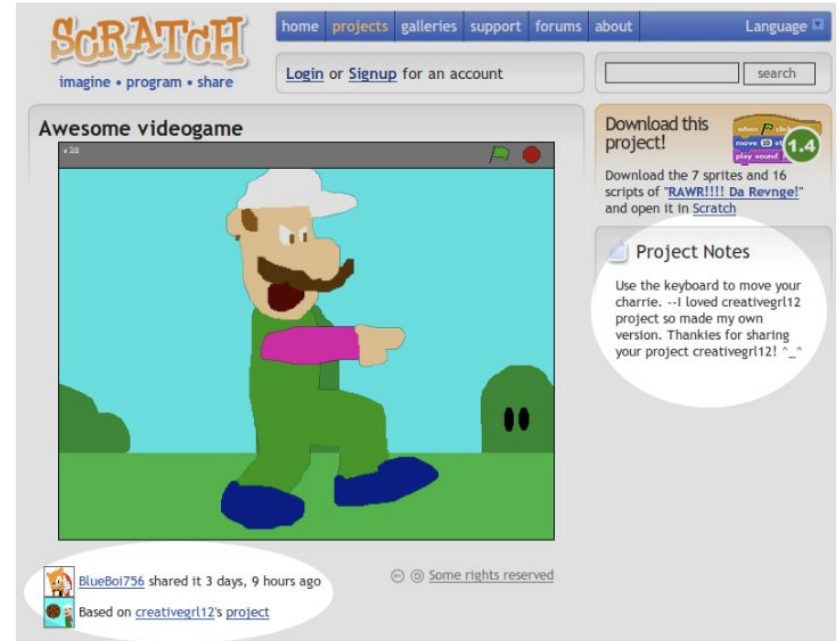 SCRATCH
imagine • program • share
home projects galleries support forums about Language
Login or Signup for an account
search
Awesome videogame
x 28
Download this
project!
1.4
Download the 7 sprites and 16
scripts of "RAWR!!!! Da Revnge!"
and open it in Scratch
Project Notes
Use the keyboard to move your
charrie. --I loved creativegrl12
project so made my own
version. Thankies for sharing
your project creativegrl12! ^_^
BlueBoi756 shared it 3 days, 9 hours ago
Based on creativegrl12's project
Some rights reserved